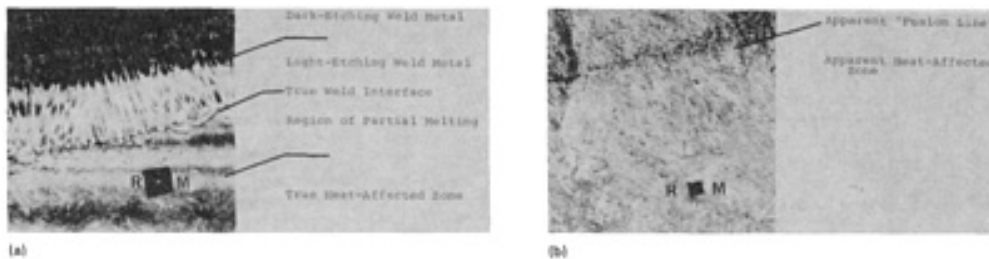 Dark-Etching Weld Metal
Light-Etching Weld Metal
True Weld Interface
Region of Partial Melting
R M
True Heat-Affected Zone
(a)
Apparent "Fusion Line"
Apparent Heat-Affected
Zone
R M
(b)